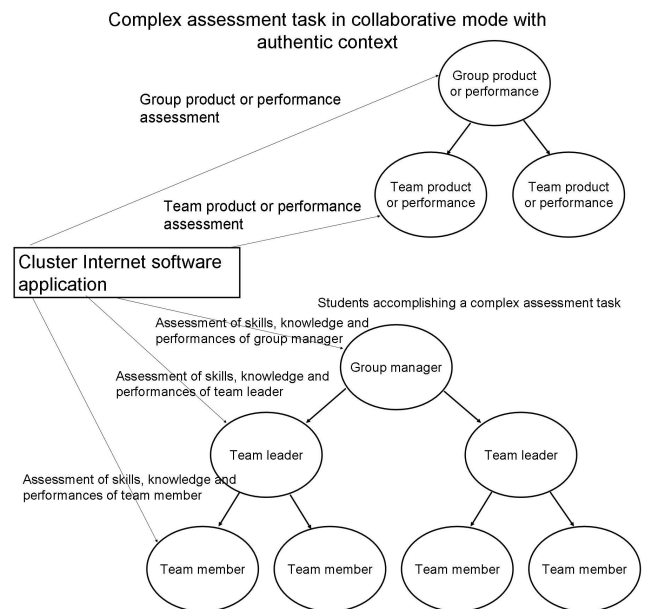 Complex assessment task in collaborative mode with
authentic context
Group product
or performance
Group product or performance
assessment
Team product
or performance
Team product
or performance
Team product or performance
assessment
Cluster Internet software
application
Students accomplishing a complex assessment task
Assessment of skills, knowledge and
performances of group manager
Group manager
Assessment of skills, knowledge and
performances of team leader
Team leader
Team leader
Assessment of skills, knowledge and
performances of team member
Team member
Team member
Team member
Team member